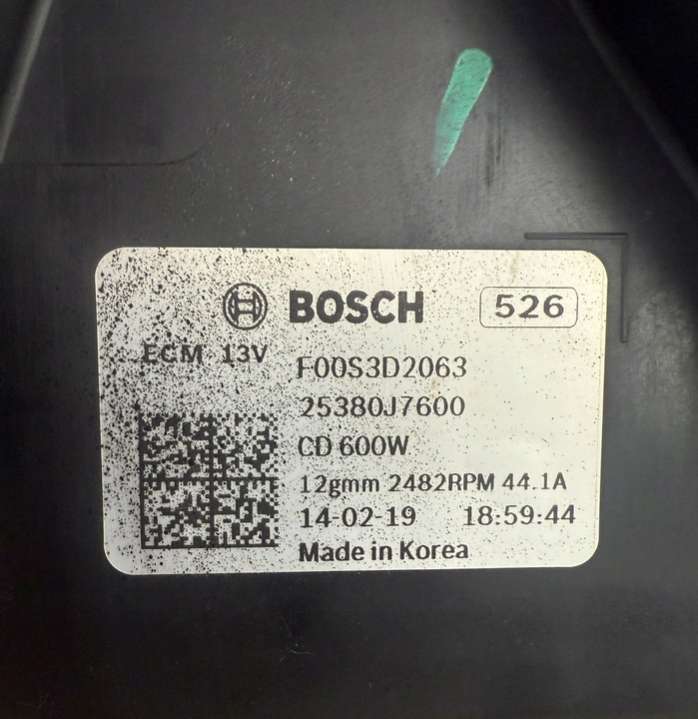 BOSCH 526
ECM 13V
F00S3D2063
25380J7600
CD 600W
12gmm 2482RPM 44.1A
14-02-19 18:59:44
Made in Korea